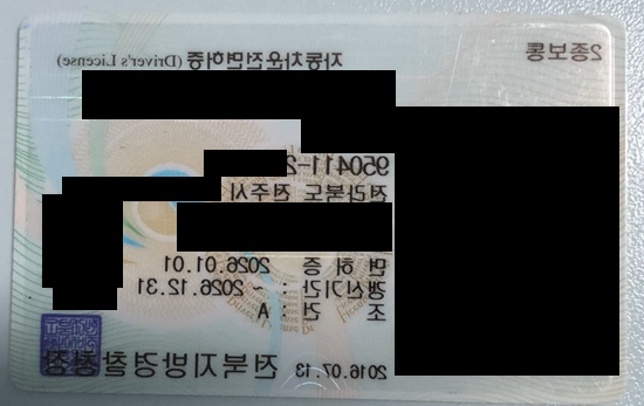 2종보통
자동차운전면허증 (Driver's License)
950411-2
전라북도 전주시
면 허 증 2026.01.01
갱신기간 : ~ 2026.12.31
조 건 : A
2016.07.13 전북지방경찰청장